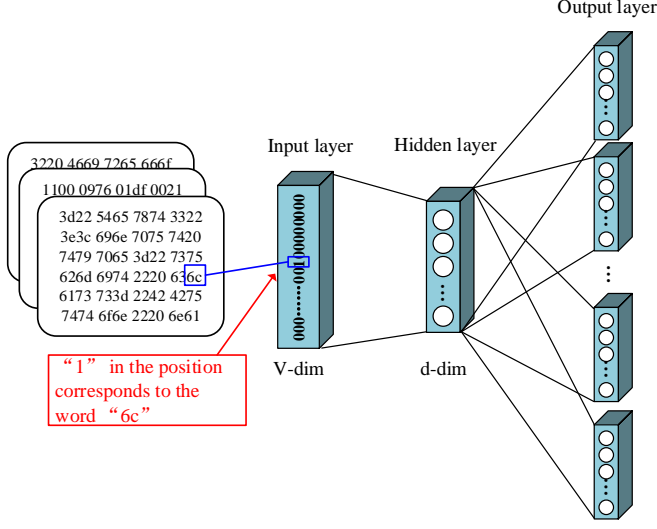 Output layer
Input layer
Hidden layer
3220 4669 7265 666f
1100 0976 01df 0021
3d22 5465 7874 3322
3e3c 696e 7075 7420
7479 7065 3d22 7375
626d 6974 2220 636c
6173 733d 2242 4275
7474 6f6e 2220 6e61
000......0010000000
V-dim
d-dim
...
“1” in the position
corresponds to the
word “6c”